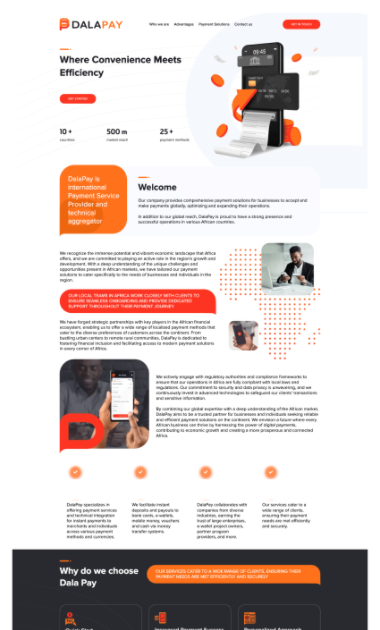 DALAPAY
Who we are Advantages Payment Solutions Contact us
Where Convenience Meets
Efficiency
GET STARTED
10 + 500 m 25 +
countries market reach payment methods
09:45
DalaPay is
International
Payment Service
Provider and
technical
aggregator
Welcome
Our company provides comprehensive payment solutions for businesses to accept and
make payments globally, optimizing and expanding their operations.
In addition to our global reach, DalaPay is proud to have a strong presence and
successful operations in various African countries.
We recognize the immense potential and vibrant economic landscape that Africa
offers, and we are committed to playing an active role in the region's growth and
development. With a deep understanding of the unique challenges and
opportunities present in African markets, we have tailored our payment
solutions to cater specifically to the needs of businesses and individuals in the
region.
OUR LOCAL TEAMS IN AFRICA WORK CLOSELY WITH CLIENTS TO
ENSURE SEAMLESS ONBOARDING AND PROVIDE DEDICATED
SUPPORT THROUGHOUT THEIR PAYMENT JOURNEY.
We have forged strategic partnerships with key players in the African financial
ecosystem, enabling us to offer a wide range of localized payment methods that
cater to the diverse preferences of customers across the continent. From
bustling urban centers to remote rural communities, DalaPay is dedicated to
fostering financial inclusion and facilitating access to modern payment solutions
in every corner of Africa.
We actively engage with regulatory authorities and compliance frameworks to
ensure that our operations in Africa are fully compliant with local laws and
regulations. Our commitment to security and data privacy is unwavering, and we
continuously invest in advanced technologies to safeguard our clients' transactions
and sensitive information.
By combining our global expertise with a deep understanding of the African market,
DalaPay aims to be a trusted partner for businesses and individuals seeking reliable
and efficient payment solutions on the continent. We envision a future where every
African business can thrive by harnessing the power of digital payments,
contributing to economic growth and creating a more prosperous and connected
Africa.
DalaPay specializes in
offering payment services
and technical integration
for instant payments to
merchants and individuals
across various payment
methods and currencies.
We facilitate instant
deposits and payouts to
bank cards, e-wallets,
mobile money, vouchers
and cash via money
transfer systems.
DalaPay collaborates with
companies from diverse
industries, earning the
trust of large enterprises,
e-wallet project owners,
partner program
providers, and more.
Our services cater to a
wide range of clients,
ensuring their payment
needs are met efficiently
and securely.
Why do we choose
Dala Pay
OUR SERVICES CATER TO A WIDE RANGE OF CLIENTS, ENSURING THEIR
PAYMENT NEEDS ARE MET EFFICIENTLY AND SECURELY